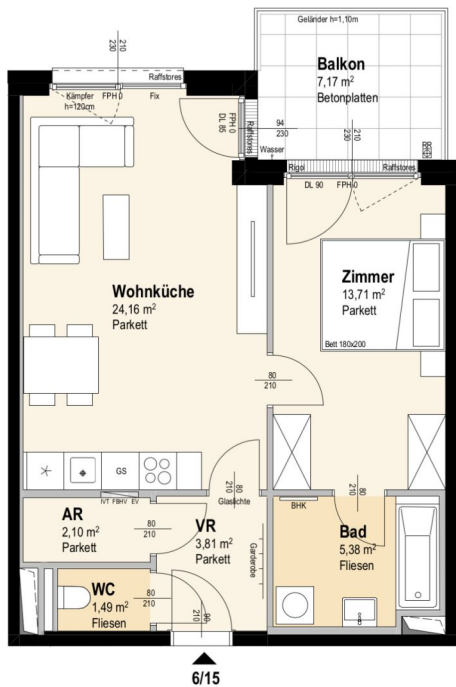 Geländer h=1,10m
Balkon
7,17 m²
Betonplatten
210
230
Raffstores
Kämpfer
h=120cm
FPH 0
Fix
FPH 0
DL 85
Raffstores
94
230
Wasser
210
230
Rigol
Raffstores
DL 90
FPH 0
Wohnküche
24,16 m²
Parkett
Zimmer
13,71 m²
Parkett
Bett 180x200
80
210
GS
IVT FBHV EV
80
210
Glaslichte
80
210
BHK
AR
2,10 m²
Parkett
80
210
VR
3,81 m²
Parkett
Garderobe
Bad
5,38 m²
Fliesen
WC
1,49 m²
Fliesen
80
210
90
210
6/15